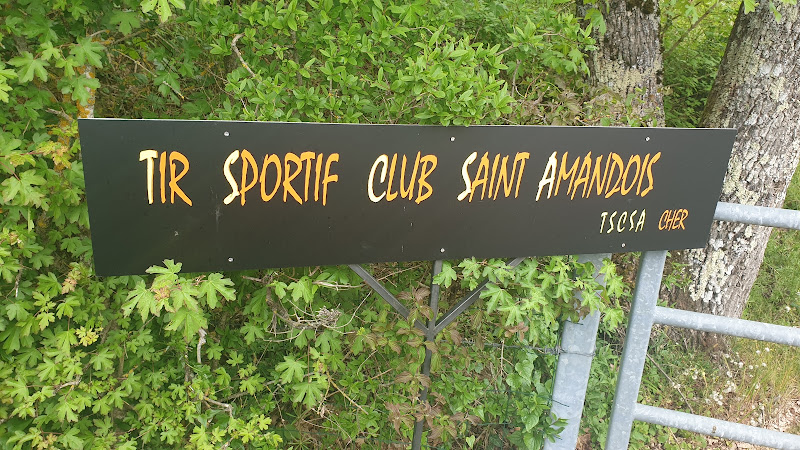 TIR SPORTIF CLUB SAINT AMANDOIS
TSCSA CHER